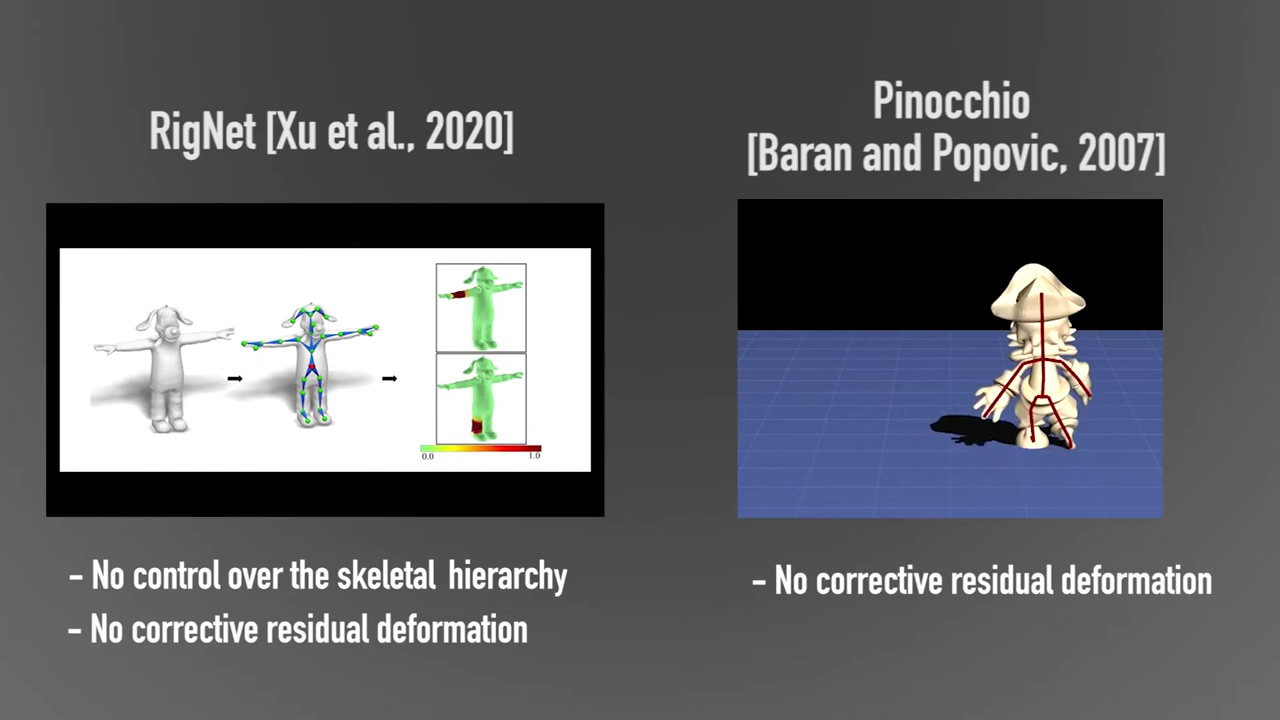 RigNet [Xu et al., 2020]
0.0
1.0
- No control over the skeletal hierarchy
- No corrective residual deformation
Pinocchio
[Baran and Popovic, 2007]
- No corrective residual deformation